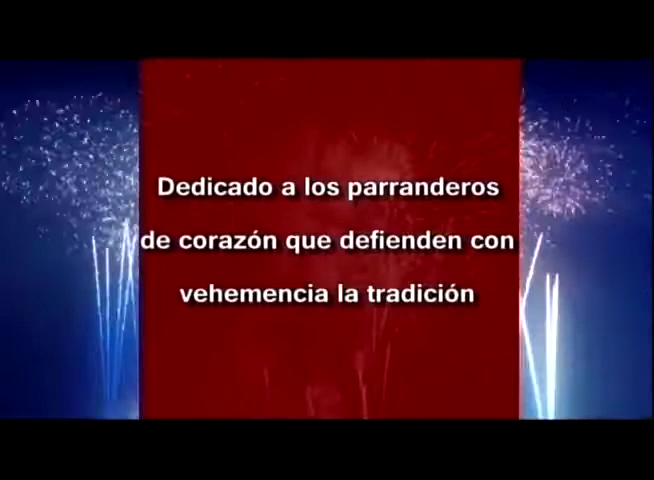 Dedicado a los parranderos
de corazón que defienden con
vehemencia la tradición